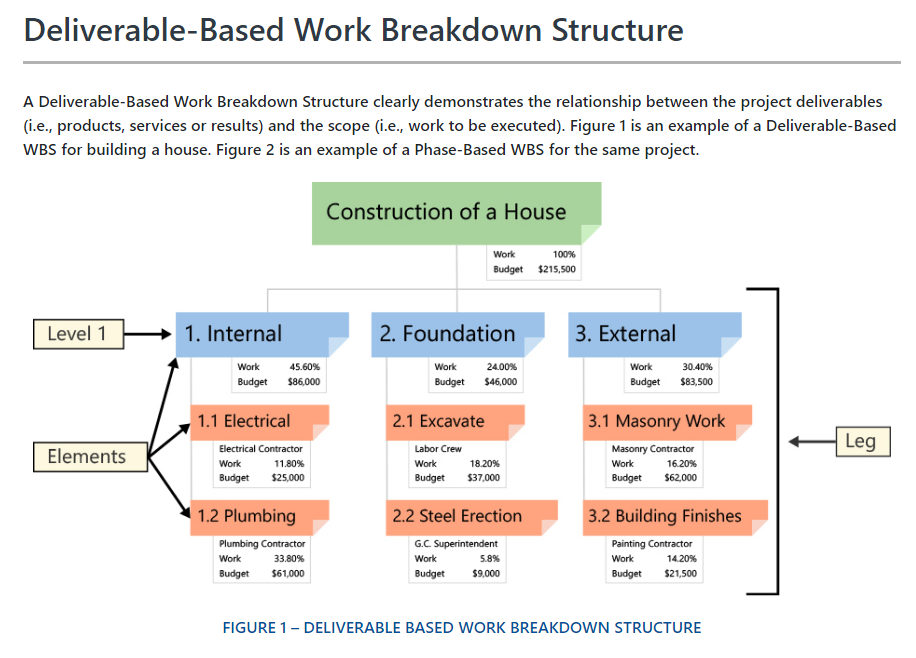 Deliverable-Based Work Breakdown Structure
A Deliverable-Based Work Breakdown Structure clearly demonstrates the relationship between the project deliverables
(i.e., products, services or results) and the scope (i.e., work to be executed). Figure 1 is an example of a Deliverable-Based
WBS for building a house. Figure 2 is an example of a Phase-Based WBS for the same project.
Construction of a House
Work 100%
Budget $215,500
Level 1
Elements
Leg
1. Internal
Work 45.60%
Budget $86,000
1.1 Electrical
Electrical Contractor
Work 11.80%
Budget $25,000
1.2 Plumbing
Plumbing Contractor
Work 33.80%
Budget $61,000
2. Foundation
Work 24.00%
Budget $46,000
2.1 Excavate
Labor Crew
Work 18.20%
Budget $37,000
2.2 Steel Erection
G.C. Superintendent
Work 5.8%
Budget $9,000
3. External
Work 30.40%
Budget $83,500
3.1 Masonry Work
Masonry Contractor
Work 16.20%
Budget $62,000
3.2 Building Finishes
Painting Contractor
Work 14.20%
Budget $21,500
FIGURE 1 – DELIVERABLE BASED WORK BREAKDOWN STRUCTURE